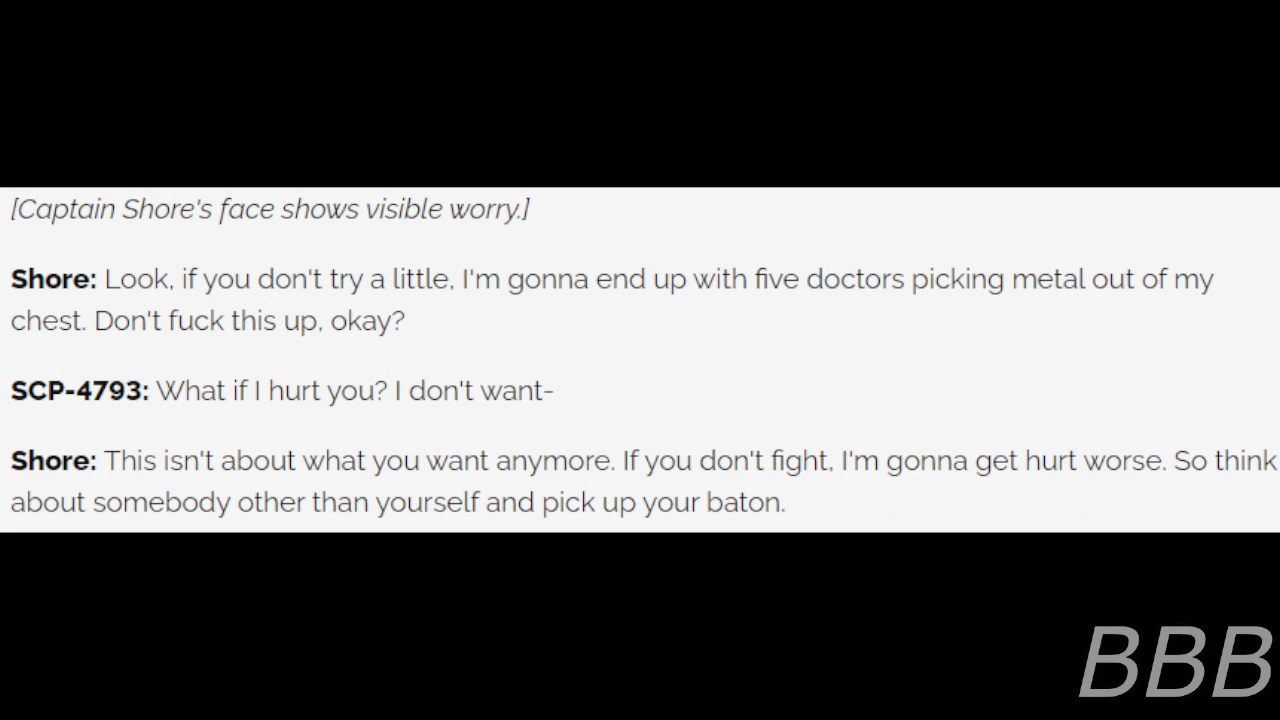 [Captain Shore's face shows visible worry.]
Shore: Look, if you don't try a little, I'm gonna end up with five doctors picking metal out of my
chest. Don't fuck this up, okay?
SCP-4793: What if I hurt you? I don't want-
Shore: This isn't about what you want anymore. If you don't fight, I'm gonna get hurt worse. So think
about somebody other than yourself and pick up your baton.
BBB